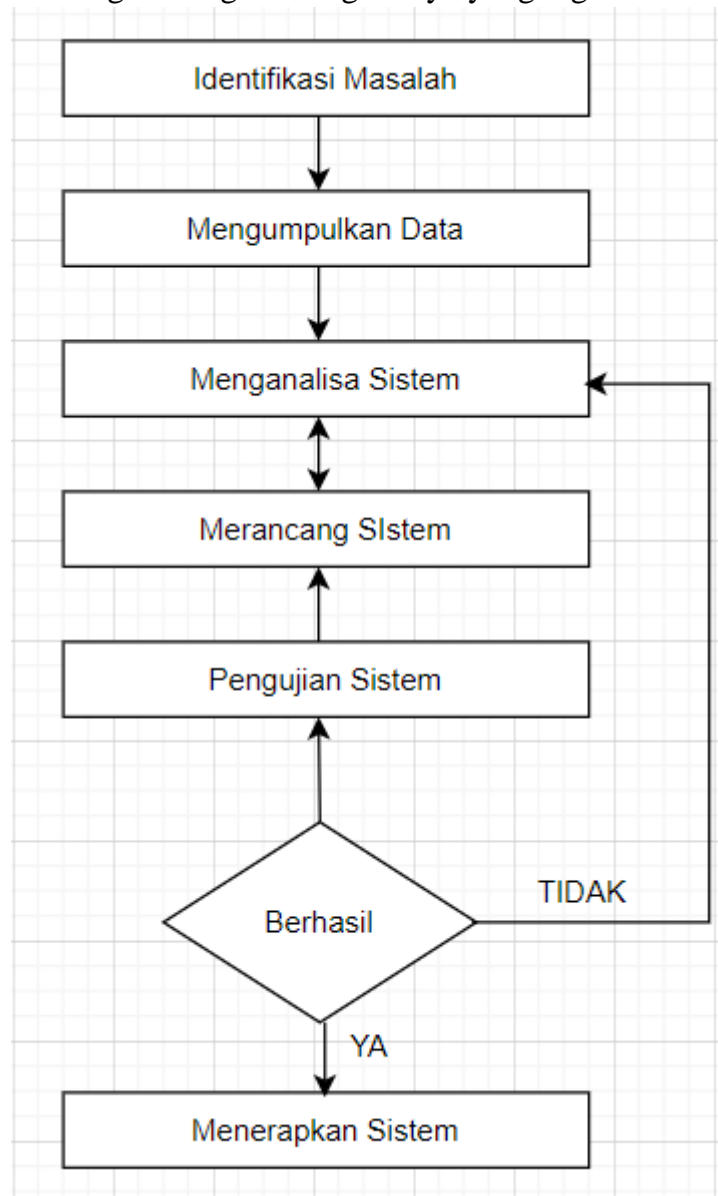 Identifikasi Masalah
Mengumpulkan Data
Menganalisa Sistem
Merancang SIstem
Pengujian Sistem
Berhasil
TIDAK
YA
Menerapkan Sistem